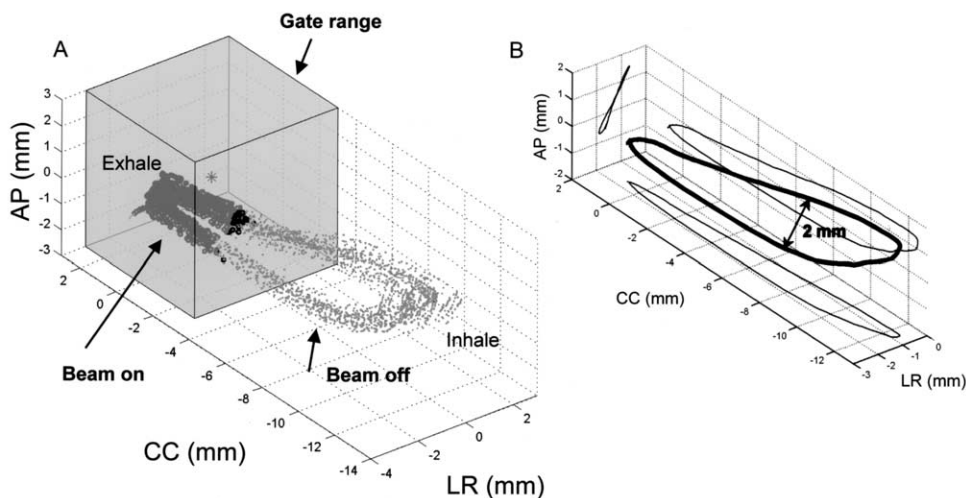 A
Gate range
AP (mm)
3
2
1
0
-1
-2
-3
Exhale
Beam on
Beam off
Inhale
2
0
-2
-4
-6
-8
-10
-12
-14
CC (mm)
-4
-2
0
2
LR (mm)
B
AP (mm)
2
1
0
-1
-2
2 mm
0
-2
-4
-6
-8
-10
-12
CC (mm)
-3
-2
-1
0
LR (mm)